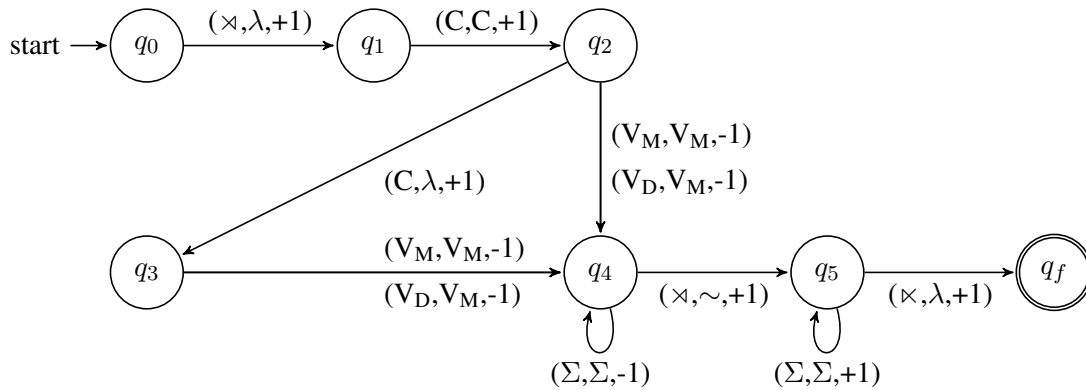 (⋊,λ,+1) (C,C,+1)
start q₀ q₁ q₂
(V_M,V_M,-1)
(C,λ,+1) (V_D,V_M,-1)
(V_M,V_M,-1)
q₃ q₄ q₅ q_f
(V_D,V_M,-1) (⋊,∼,+1) (⋉,λ,+1)
(Σ,Σ,-1) (Σ,Σ,+1)